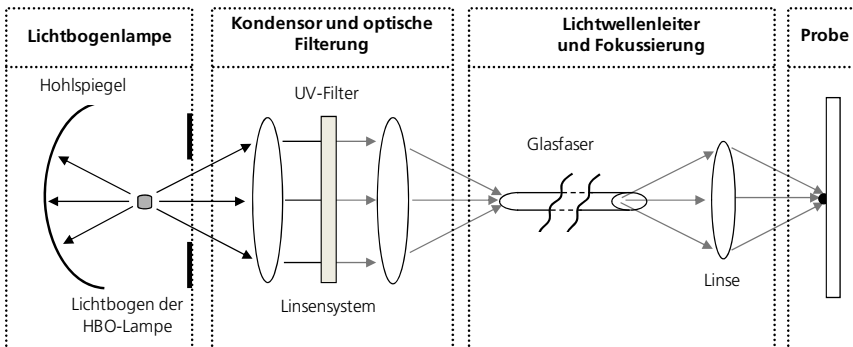 Lichtbogenlampe
Kondensor und optische
Filterung
Lichtwellenleiter
und Fokussierung
Probe
Hohlspiegel
UV-Filter
Glasfaser
Lichtbogen der
HBO-Lampe
Linsensystem
Linse